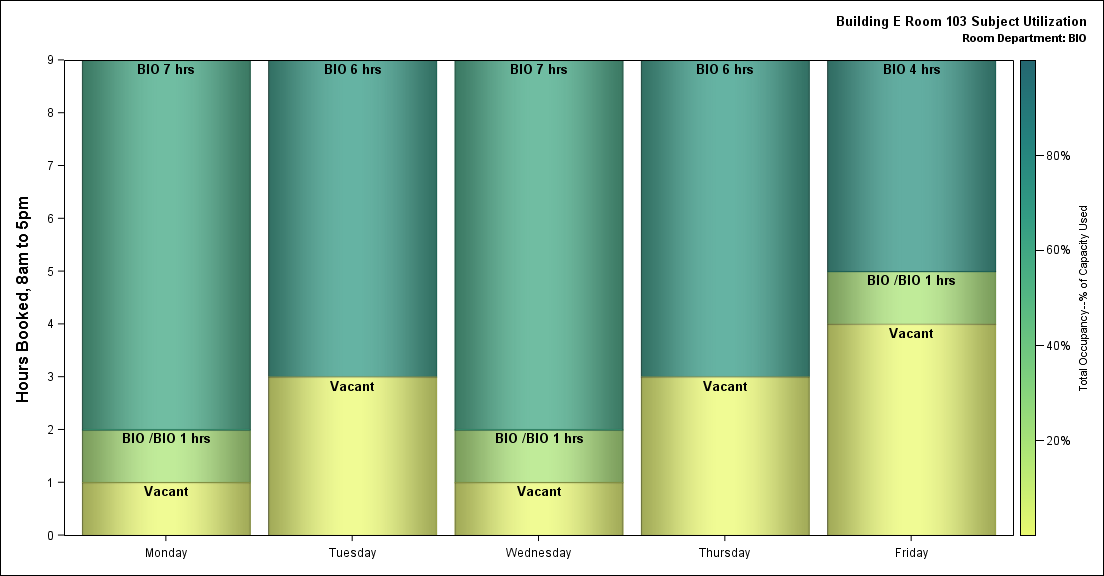 Building E Room 103 Subject Utilization
Room Department: BIO
Hours Booked, 8am to 5pm
9
8
7
6
5
4
3
2
1
0
BIO 7 hrs
BIO /BIO 1 hrs
Vacant
BIO 6 hrs
Vacant
BIO 7 hrs
BIO /BIO 1 hrs
Vacant
BIO 6 hrs
Vacant
BIO 4 hrs
BIO /BIO 1 hrs
Vacant
Monday
Tuesday
Wednesday
Thursday
Friday
80%
60%
40%
20%
Total Occupancy--% of Capacity Used